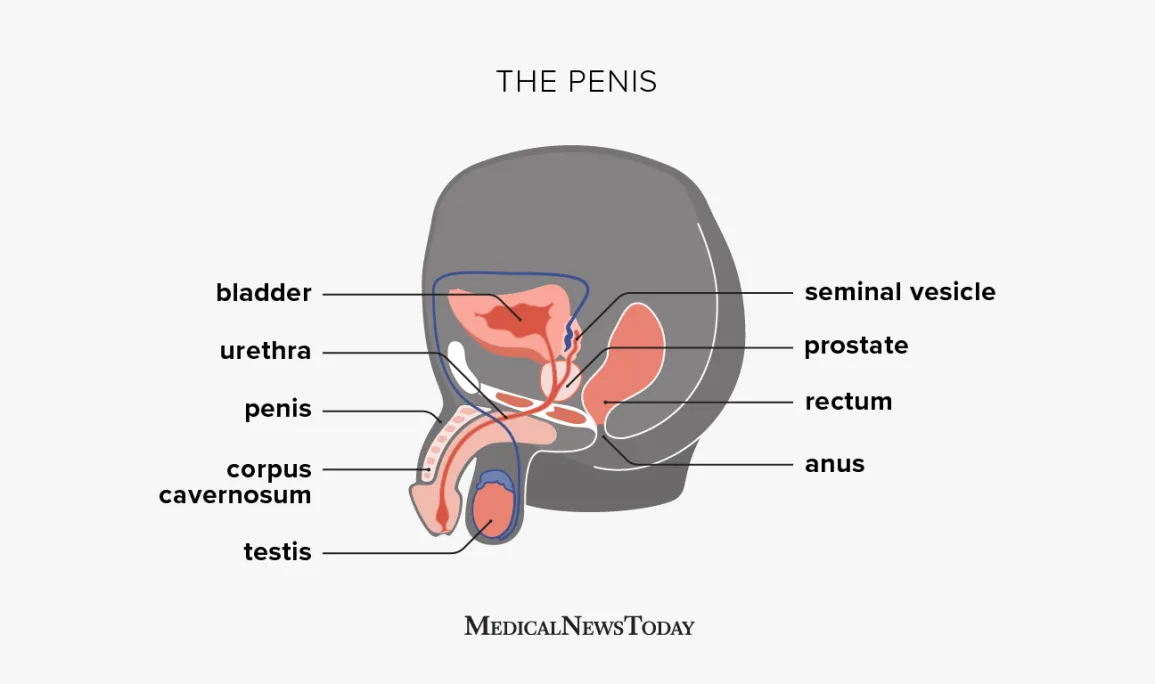 THE PENIS
bladder
urethra
penis
corpus
cavernosum
testis
seminal vesicle
prostate
rectum
anus
MEDICALNEWSTODAY